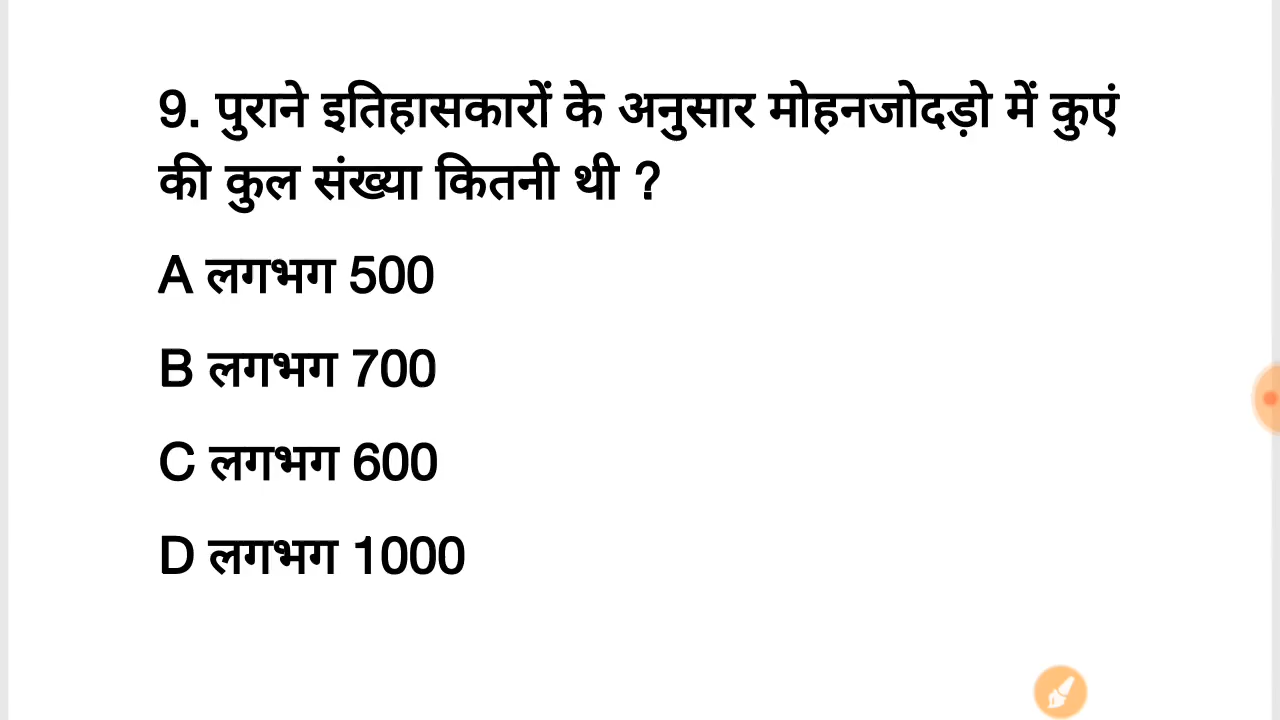 9. पुराने इतिहासकारों के अनुसार मोहनजोदड़ो में कुएं
की कुल संख्या कितनी थी ?
A लगभग 500
B लगभग 700
C लगभग 600
D लगभग 1000